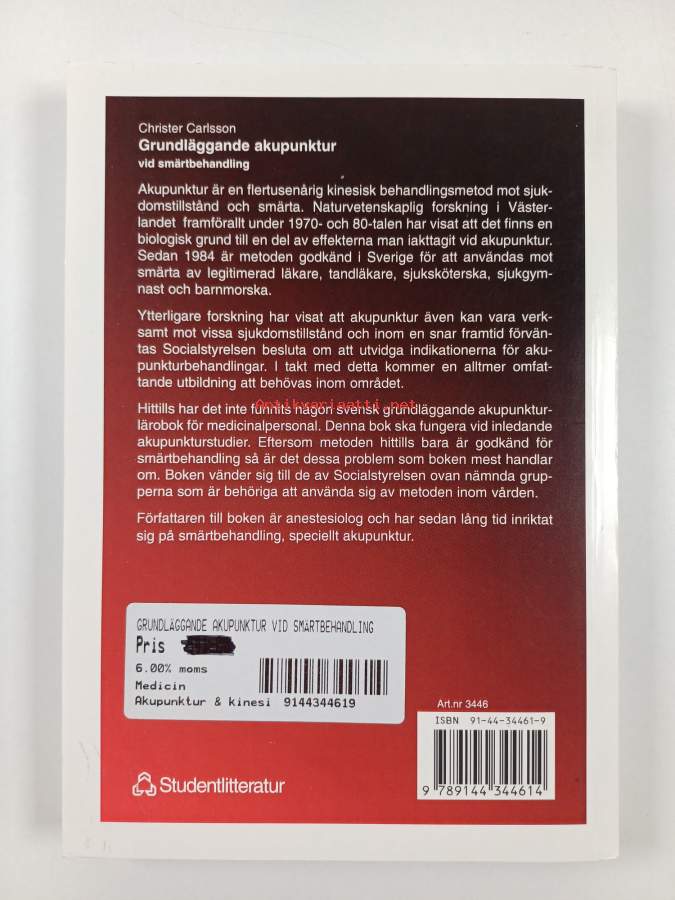 Christer Carlsson
Grundläggande akupunktur
vid smärtbehandling
Akupunktur är en flertusenårig kinesisk behandlingsmetod mot sjuk-
domstillstånd och smärta. Naturvetenskaplig forskning i Väster-
landet framförallt under 1970- och 80-talen har visat att det finns en
biologisk grund till en del av effekterna man iakttagit vid akupunktur.
Sedan 1984 är metoden godkänd i Sverige för att användas mot
smärta av legitimerad läkare, tandläkare, sjuksköterska, sjukgym-
nast och barnmorska.
Ytterligare forskning har visat att akupunktur även kan vara verk-
samt mot vissa sjukdomstillstånd och inom en snar framtid förvän-
tas Socialstyrelsen besluta om att utvidga indikationerna för aku-
punkturbehandlingar. I takt med detta kommer en alltmer omfat-
tande utbildning att behövas inom området.
Antikvariaatti.net
Hittills har det inte funnits någon svensk grundläggande akupunktur-
lärobok för medicinalpersonal. Denna bok ska fungera vid inledande
akupunkturstudier. Eftersom metoden hittills bara är godkänd för
smärtbehandling så är det dessa problem som boken mest handlar
om. Boken vänder sig till de av Socialstyrelsen ovan nämnda grup-
perna som är behöriga att använda sig av metoden inom vården.
Författaren till boken är anestesiolog och har sedan lång tid inriktat
sig på smärtbehandling, speciellt akupunktur.
GRUNDLÄGGANDE AKUPUNKTUR VID SMÄRTBEHANDLING
Pris
6.00% moms
Medicin
Akupunktur & kinesi 9144344619
Art.nr 3446
ISBN 91-44-34461-9
9 789144 344614
Studentlitteratur